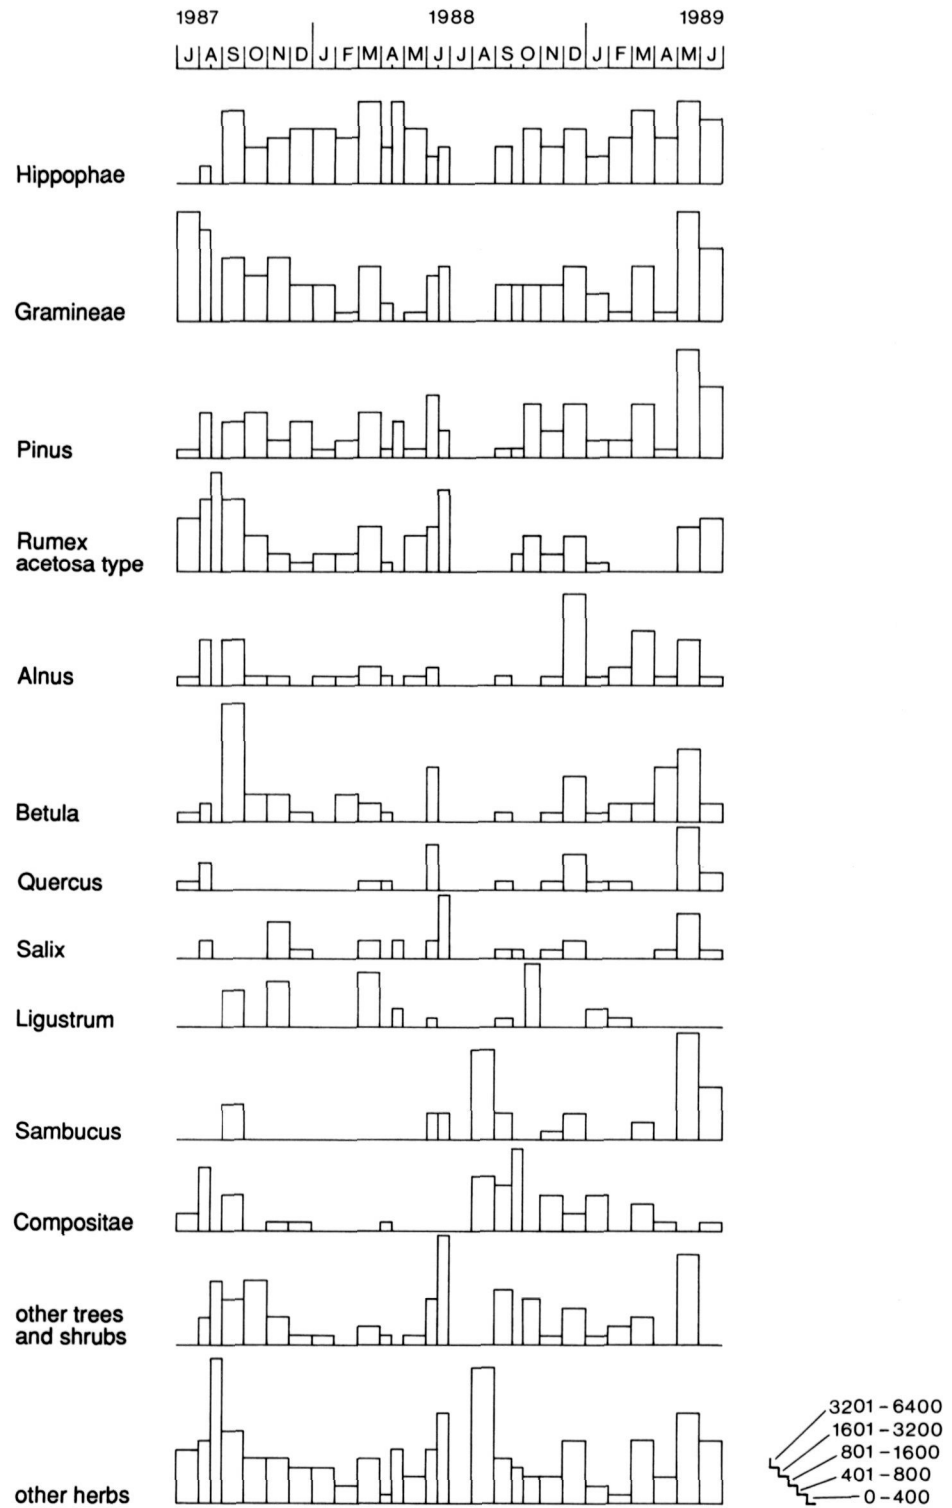 1987 1988 1989
J A S O N D J F M A M J J A S O N D J F M A M J
Hippophae
Gramineae
Pinus
Rumex
acetosa type
Alnus
Betula
Quercus
Salix
Ligustrum
Sambucus
Compositae
other trees
and shrubs
other herbs
3201-6400
1601-3200
801-1600
401-800
0-400